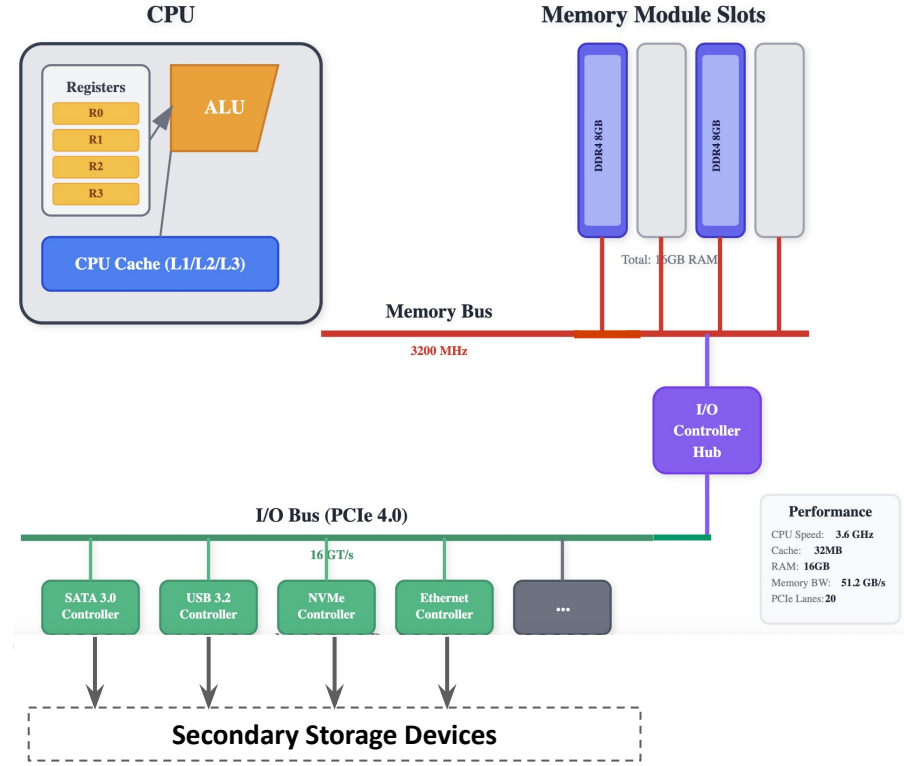 CPU
Memory Module Slots
Registers
R0
R1
R2
R3
ALU
CPU Cache (L1/L2/L3)
DDR4 8GB
DDR4 8GB
Total: 16GB RAM
Memory Bus
3200 MHz
I/O
Controller
Hub
I/O Bus (PCIe 4.0)
16 GT/s
Performance
CPU Speed: 3.6 GHz
Cache: 32MB
RAM: 16GB
Memory BW: 51.2 GB/s
PCIe Lanes: 20
SATA 3.0
Controller
USB 3.2
Controller
NVMe
Controller
Ethernet
Controller
...
Secondary Storage Devices